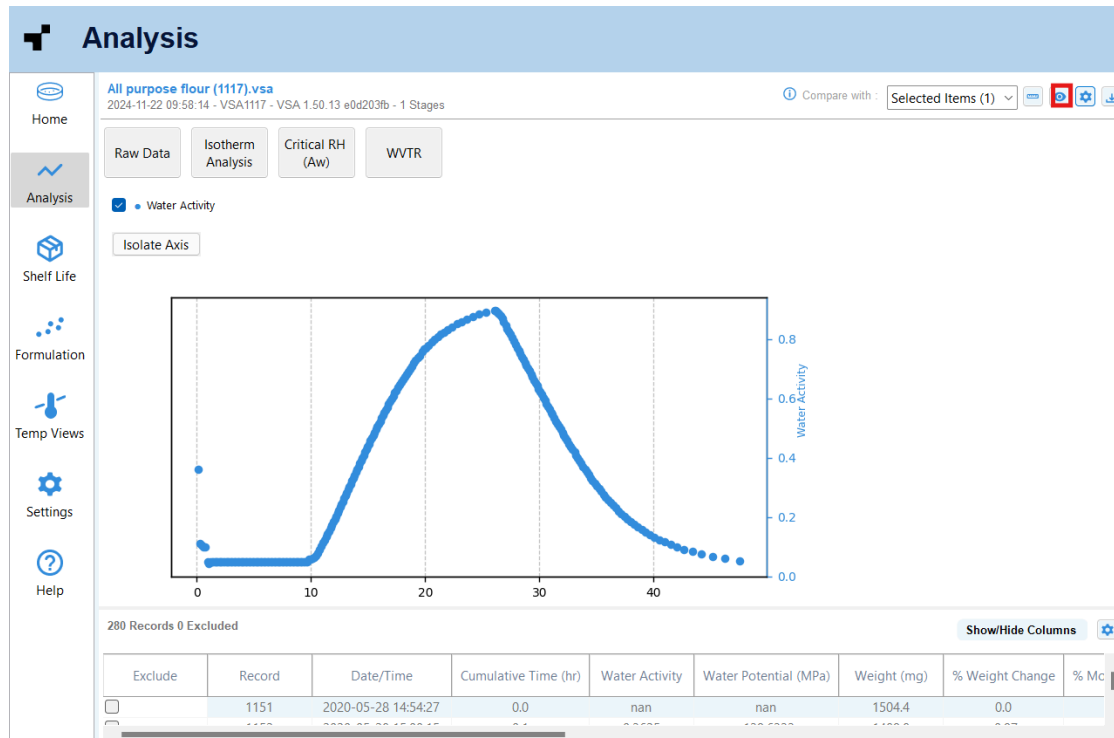 Analysis
Home
Analysis
Shelf Life
Formulation
Temp Views
Settings
Help
All purpose flour (1117).vsa
2024-11-22 09:58:14 - VSA1117 - VSA 1.50.13 e0d203fb - 1 Stages
Compare with :
Selected Items (1)
Raw Data
Isotherm
Analysis
Critical RH
(Aw)
WVTR
Water Activity
Isolate Axis
0.8
0.6
0.4
0.2
0.0
Water Activity
0 10 20 30 40
280 Records 0 Excluded
Show/Hide Columns
Exclude Record Date/Time Cumulative Time (hr) Water Activity Water Potential (MPa) Weight (mg) % Weight Change
1151 2020-05-28 14:54:27 0.0 nan nan 1504.4 0.0